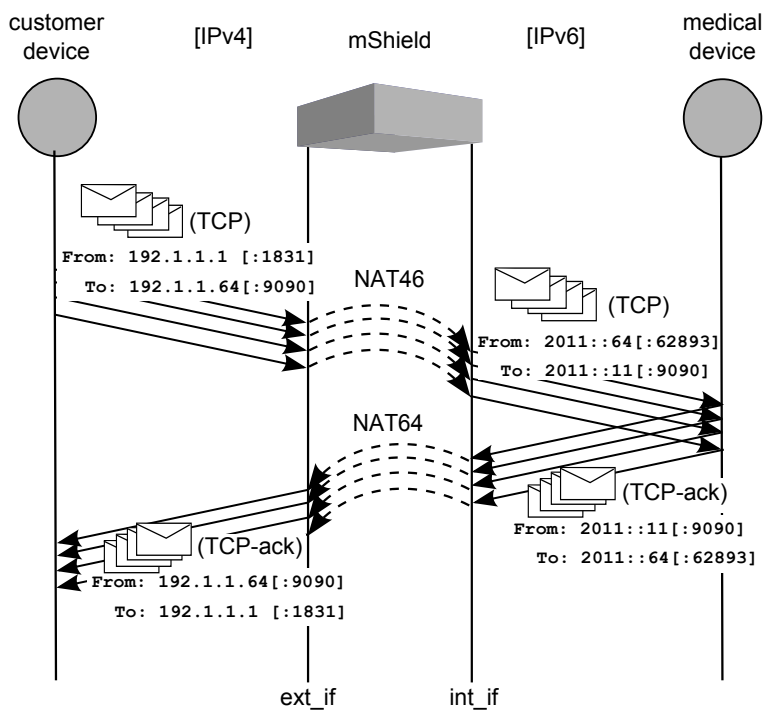 customer
device
[IPv4]
mShield
[IPv6]
medical
device
(TCP)
From: 192.1.1.1 [:1831]
To: 192.1.1.64[:9090]
NAT46
(TCP)
From: 2011::64[:62893]
To: 2011::11[:9090]
NAT64
(TCP-ack)
From: 2011::11[:9090]
To: 2011::64[:62893]
(TCP-ack)
From: 192.1.1.64[:9090]
To: 192.1.1.1 [:1831]
ext_if
int_if